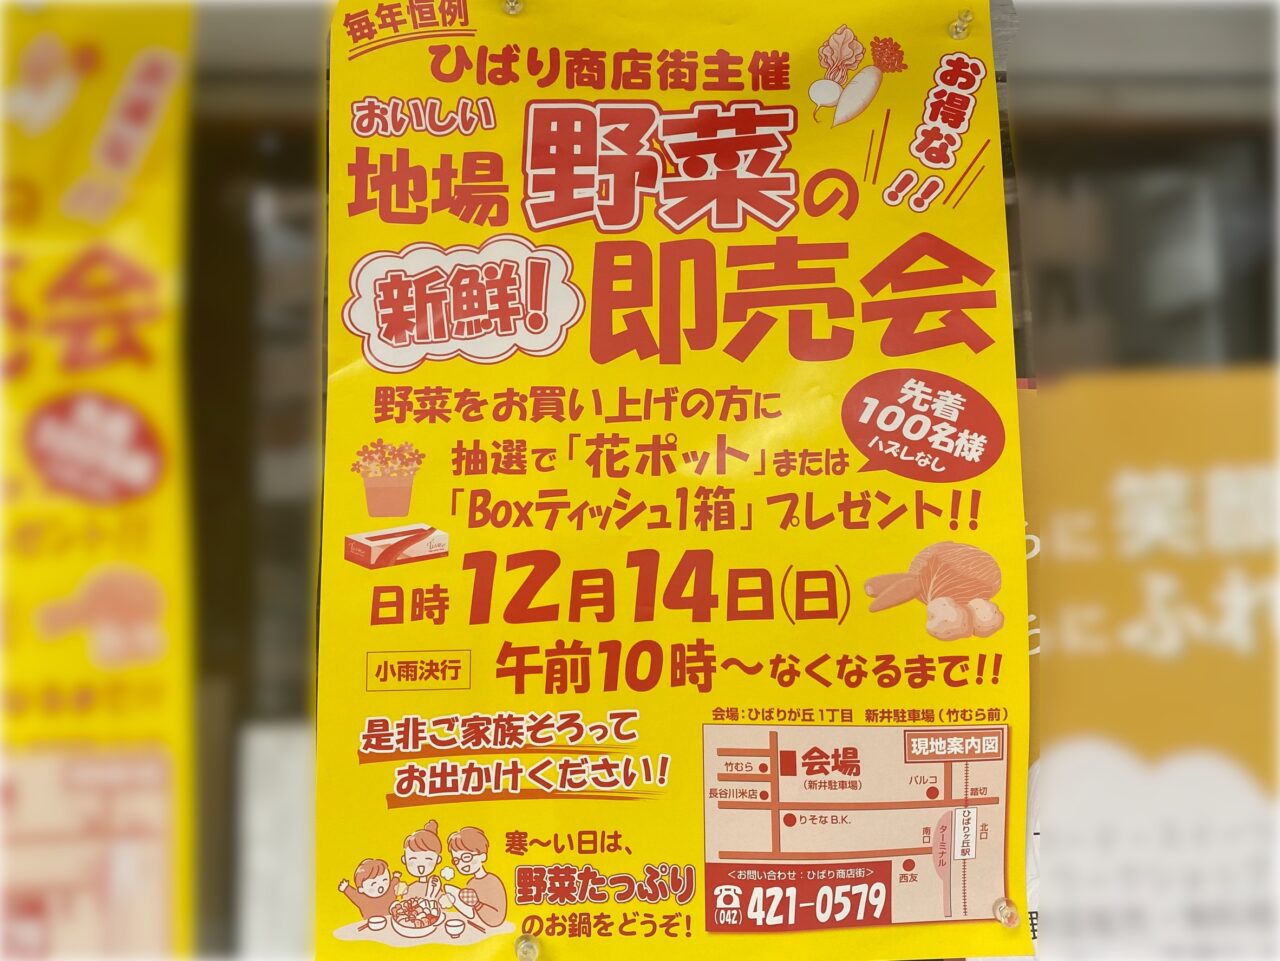 毎年恒例
ひばり商店街主催
お得な!!
おいしい
地場野菜の
新鮮!
即売会
野菜をお買い上げの方に
抽選で「花ポット」または
「Boxティッシュ1箱」プレゼント!!
先着
100名様
ハズレなし
日時 12月14日(日)
小雨決行
午前10時～なくなるまで!!
是非ご家族そろって
お出かけください!
寒～い日は、
野菜たっぷり
のお鍋をどうぞ!
会場:ひばりが丘1丁目 新井駐車場(竹むら前)
現地案内図
会場
(新井駐車場)
竹むら
長谷川米店
パルコ
踏切
りそなB.K.
南口
ターミナル
ひばりヶ丘駅
北口
西友
<お問い合わせ:ひばり商店街>
(042)421-0579